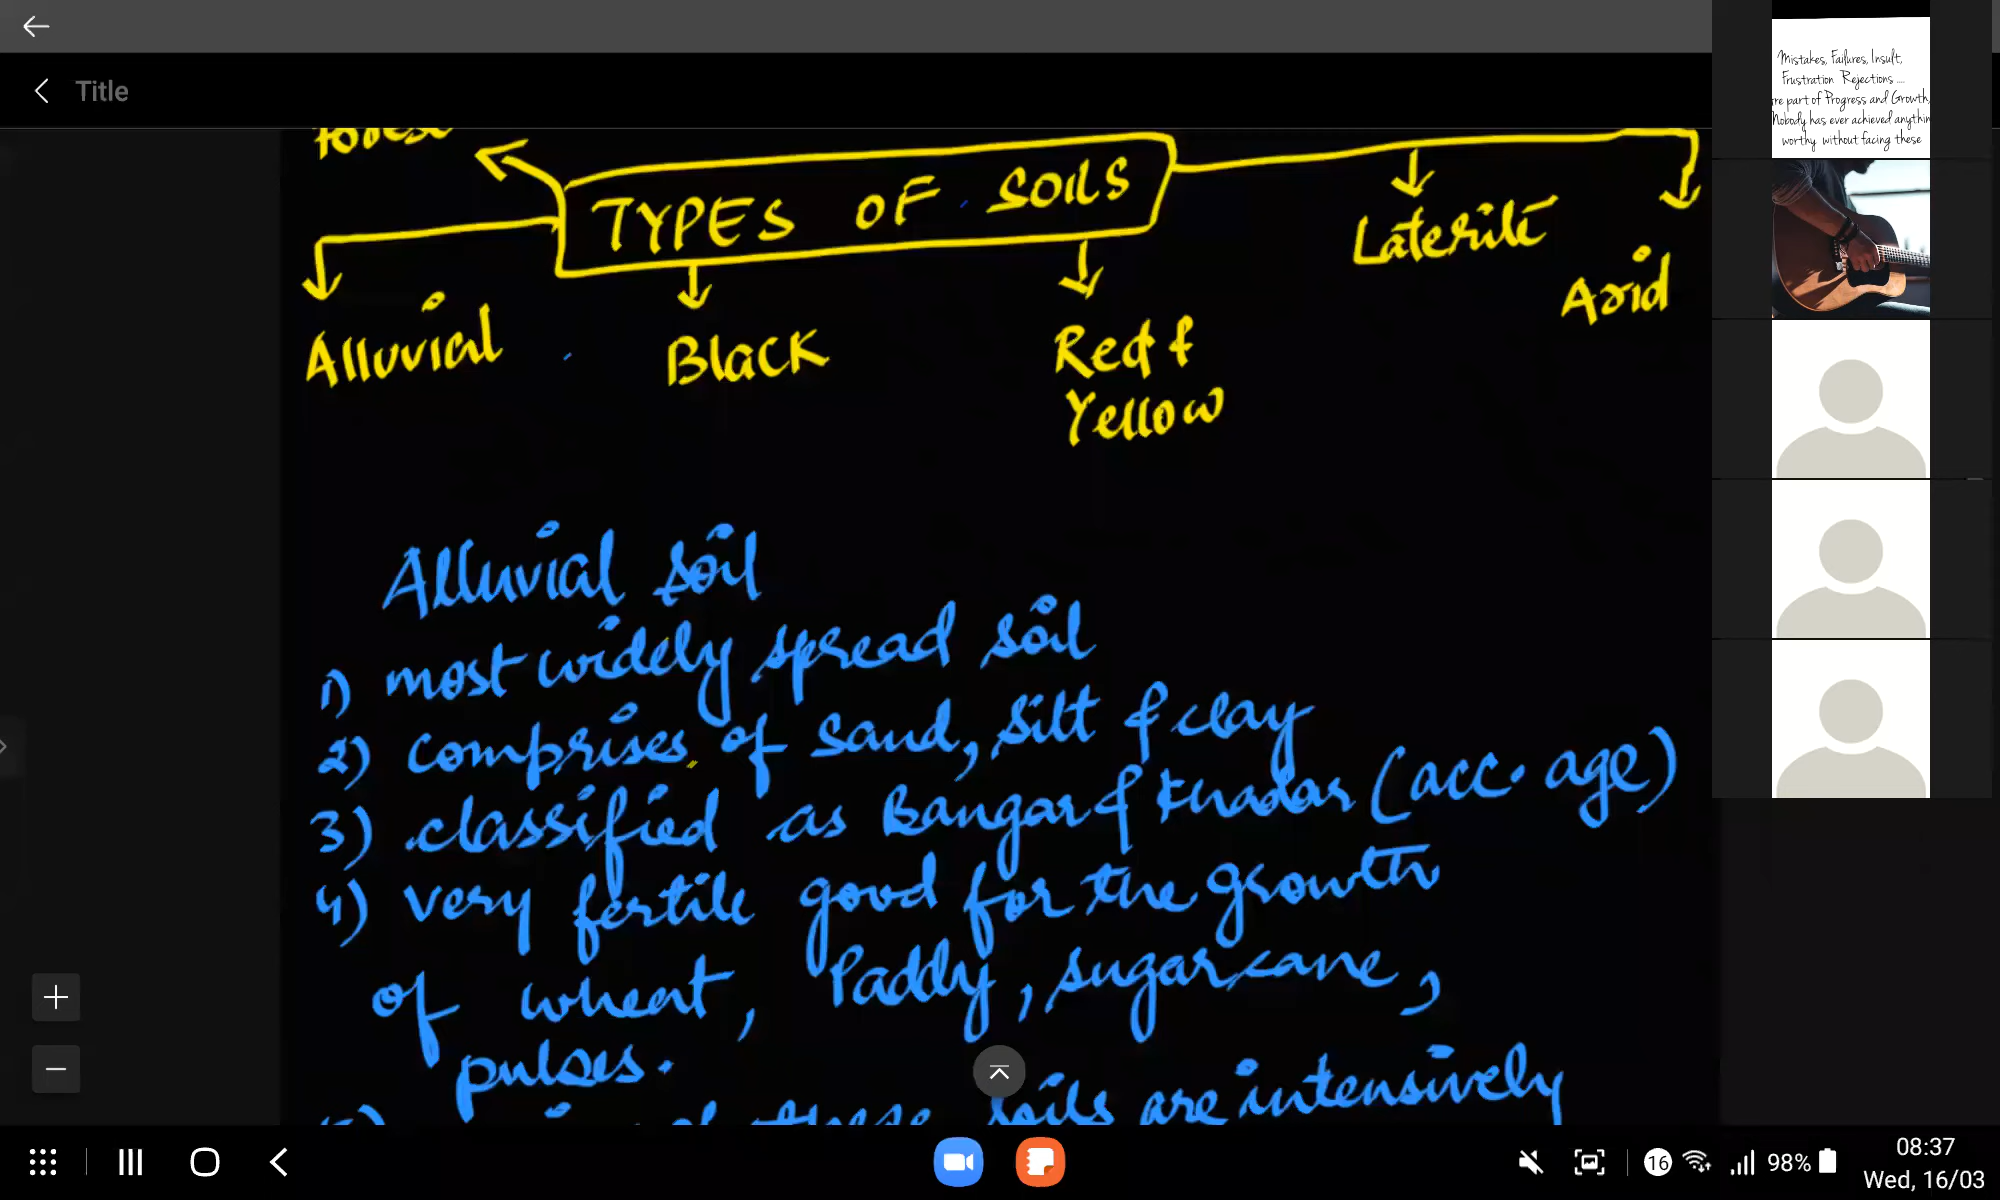 Title
Mistakes, Failures, Insult,
Frustration Rejections ....
re part of Progress and Growth,
Nobody has ever achieved anythin
worthy without facing these
TYPES OF SOILS
Laterite
Arid
Alluvial
Black
Red &
Yellow
Alluvial soil
1) most widely spread soil
2) comprises of sand, silt & clay
3) classified as Bangar & Khadar (acc. age)
4) very fertile good for the growth
of wheat, Paddy, sugarcane,
pulses.
these soils are intensively
16
98%
08:37
Wed, 16/03